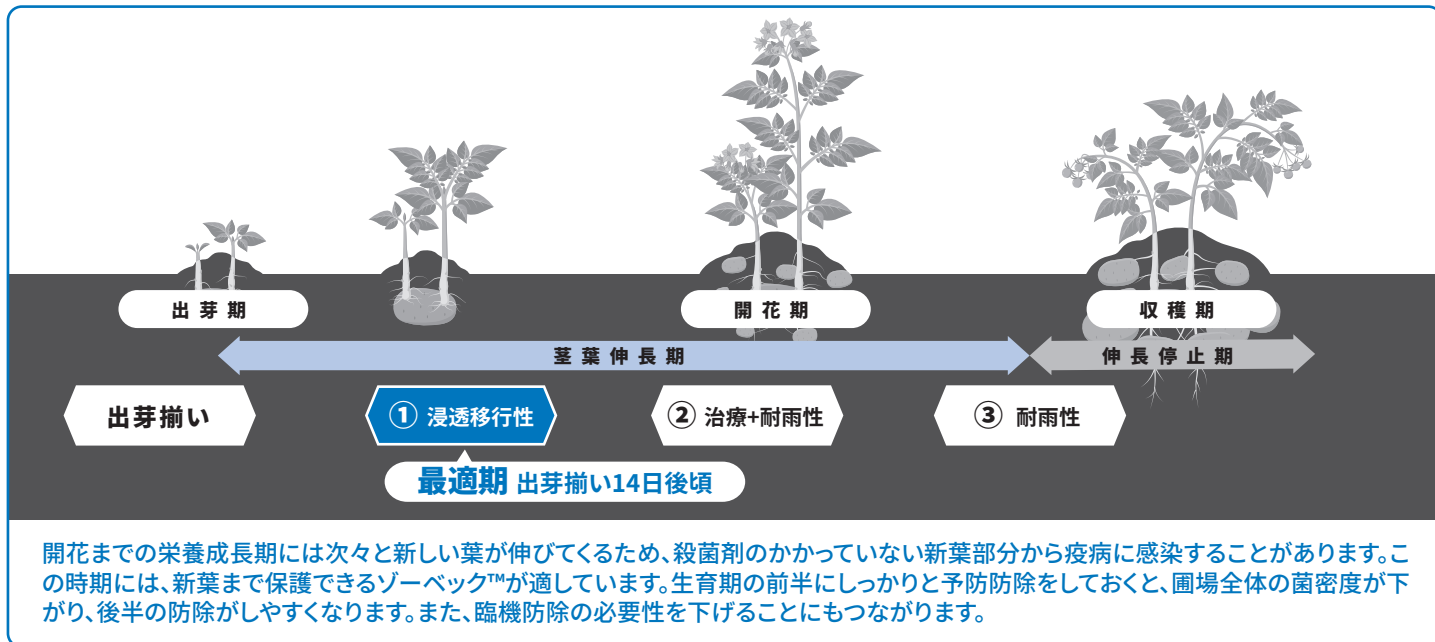 出芽期
開花期
収穫期
茎葉伸長期
伸長停止期
出芽揃い
① 浸透移行性
② 治療+耐雨性
③ 耐雨性
最適期 出芽揃い14日後頃
開花までの栄養成長期には次々と新しい葉が伸びてくるため、殺菌剤のかかっていない新葉部分から疫病に感染することがあります。こ
の時期には、新葉まで保護できるゾーベック™が適しています。生育期の前半にしっかりと予防防除をしておくと、圃場全体の菌密度が下
がり、後半の防除がしやすくなります。また、臨機防除の必要性を下げることにもつながります。